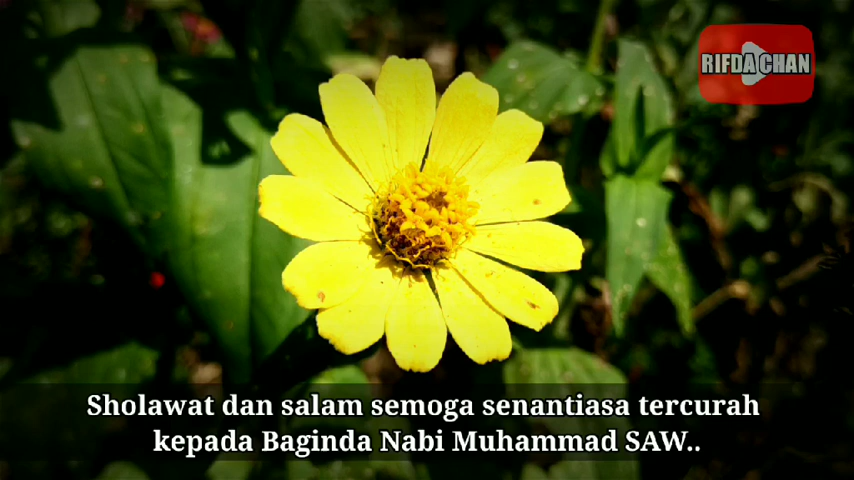 RIFDA CHAN
Sholawat dan salam semoga senantiasa tercurah
kepada Baginda Nabi Muhammad SAW..